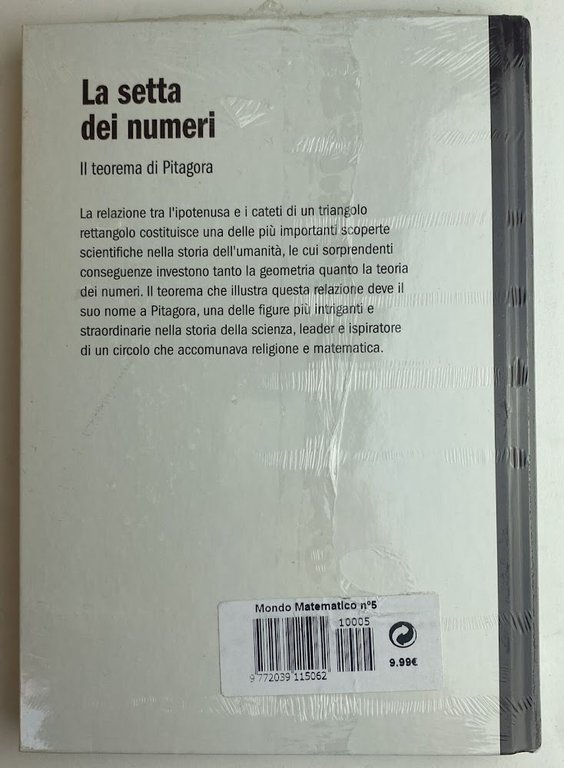 La setta
dei numeri
Il teorema di Pitagora
La relazione tra l'ipotenusa e i cateti di un triangolo
rettangolo costituisce una delle più importanti scoperte
scientifiche nella storia dell'umanità, le cui sorprendenti
conseguenze investono tanto la geometria quanto la teoria
dei numeri. Il teorema che illustra questa relazione deve il
suo nome a Pitagora, una delle figure più intriganti e
straordinarie nella storia della scienza, leader e ispiratore
di un circolo che accomunava religione e matematica.
Mondo Matematico n°5
10005
9.99€
9 772039 115062